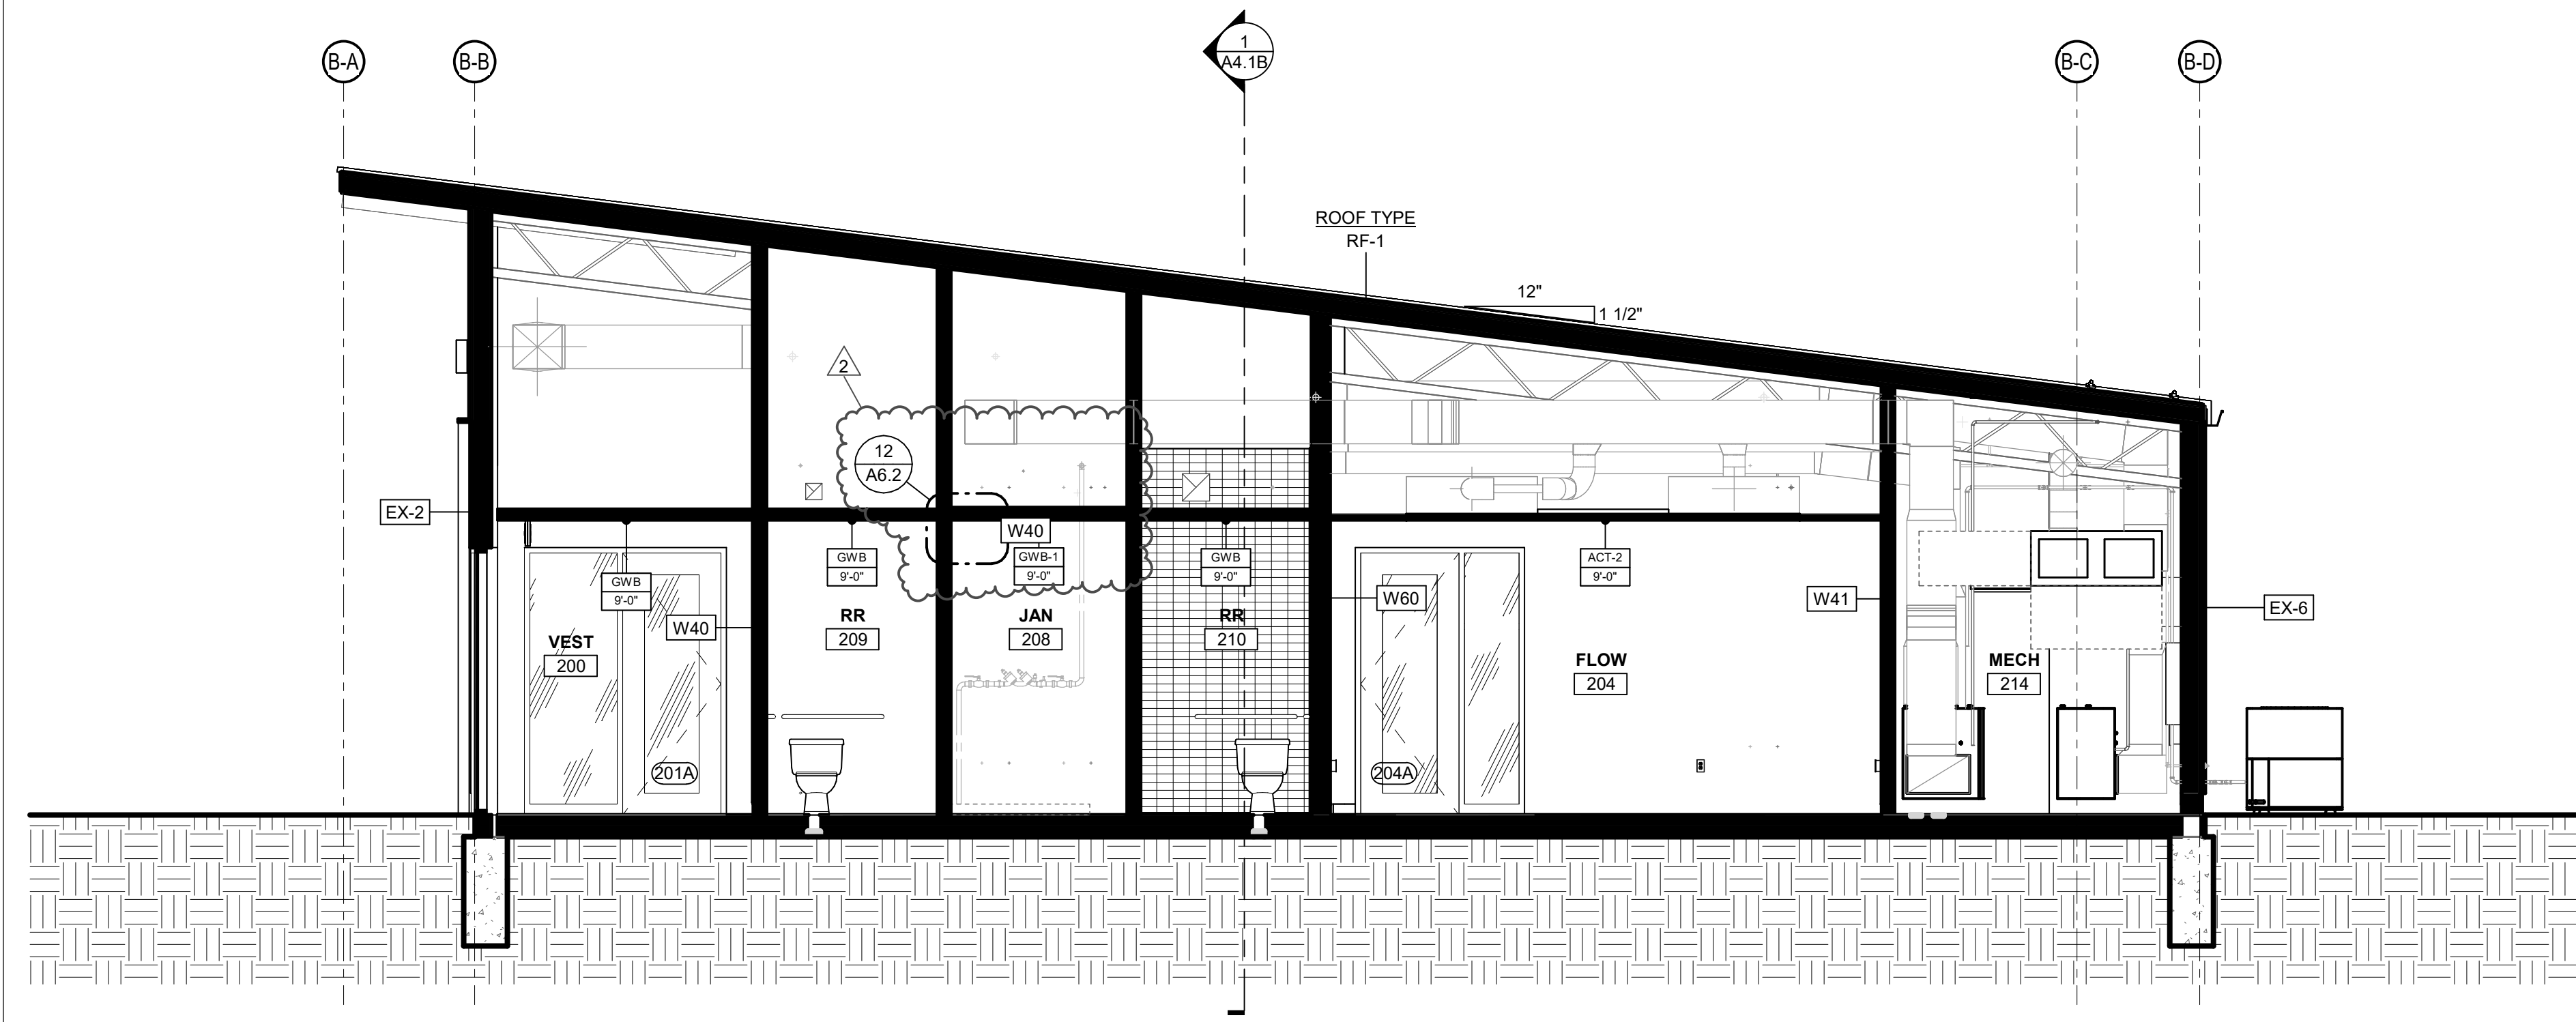 B-A
B-B
1
A4.1B
B-C
B-D
ROOF TYPE
RF-1
12"
1 1/2"
2
12
A6.2
EX-2
W40
GWB
9'-0"
GWB-1
9'-0"
GWB
9'-0"
ACT-2
9'-0"
GWB
9'-0"
W60
W41
EX-6
W40
RR
209
JAN
208
RR
210
VEST
200
FLOW
204
MECH
214
201A
204A